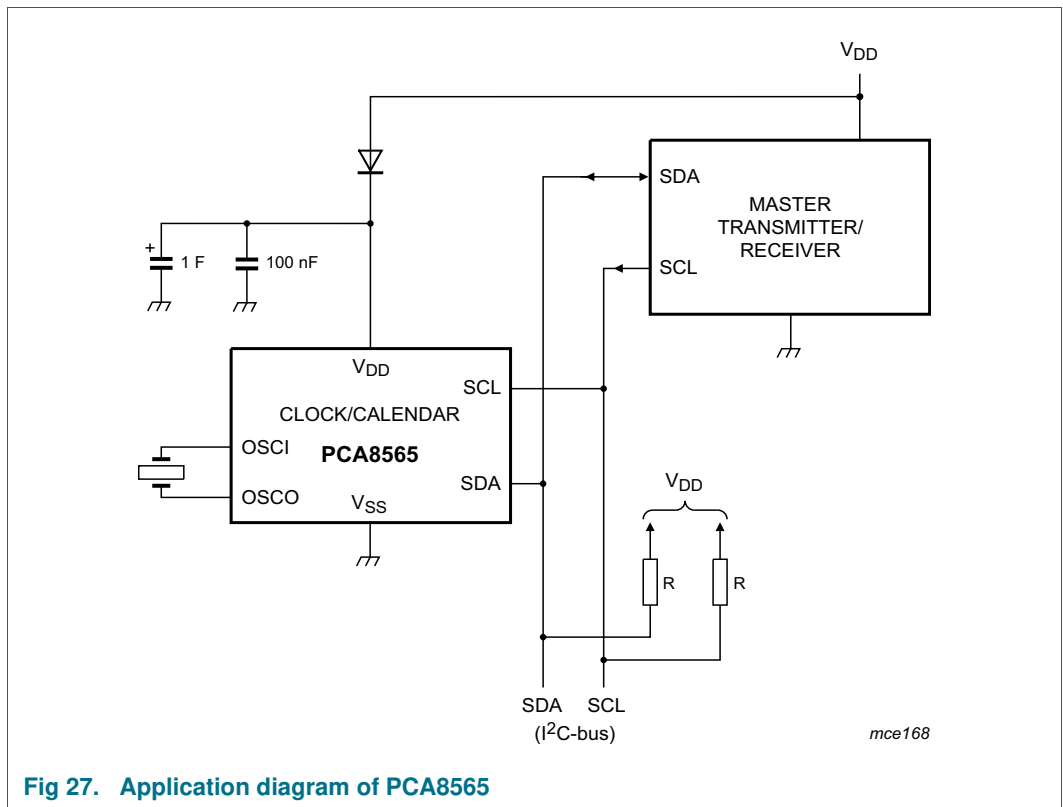 VDD
SDA
MASTER
TRANSMITTER/
RECEIVER
SCL
+
1 F
100 nF
VDD
SCL
CLOCK/CALENDAR
OSCI
PCA8565
SDA
OSCO
VSS
VDD
R
R
SDA
SCL
(I2C-bus)
mce168
Fig 27. Application diagram of PCA8565